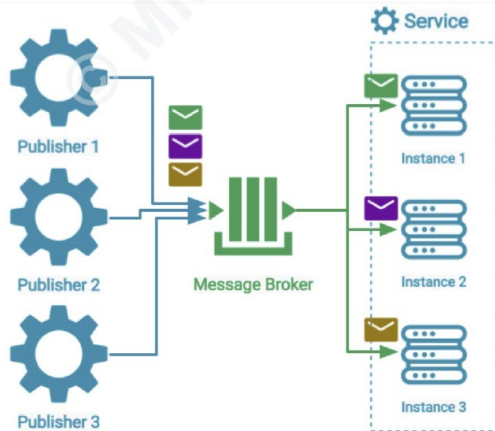 Service
Publisher 1
Instance 1
Publisher 2
Message Broker
Instance 2
Publisher 3
Instance 3